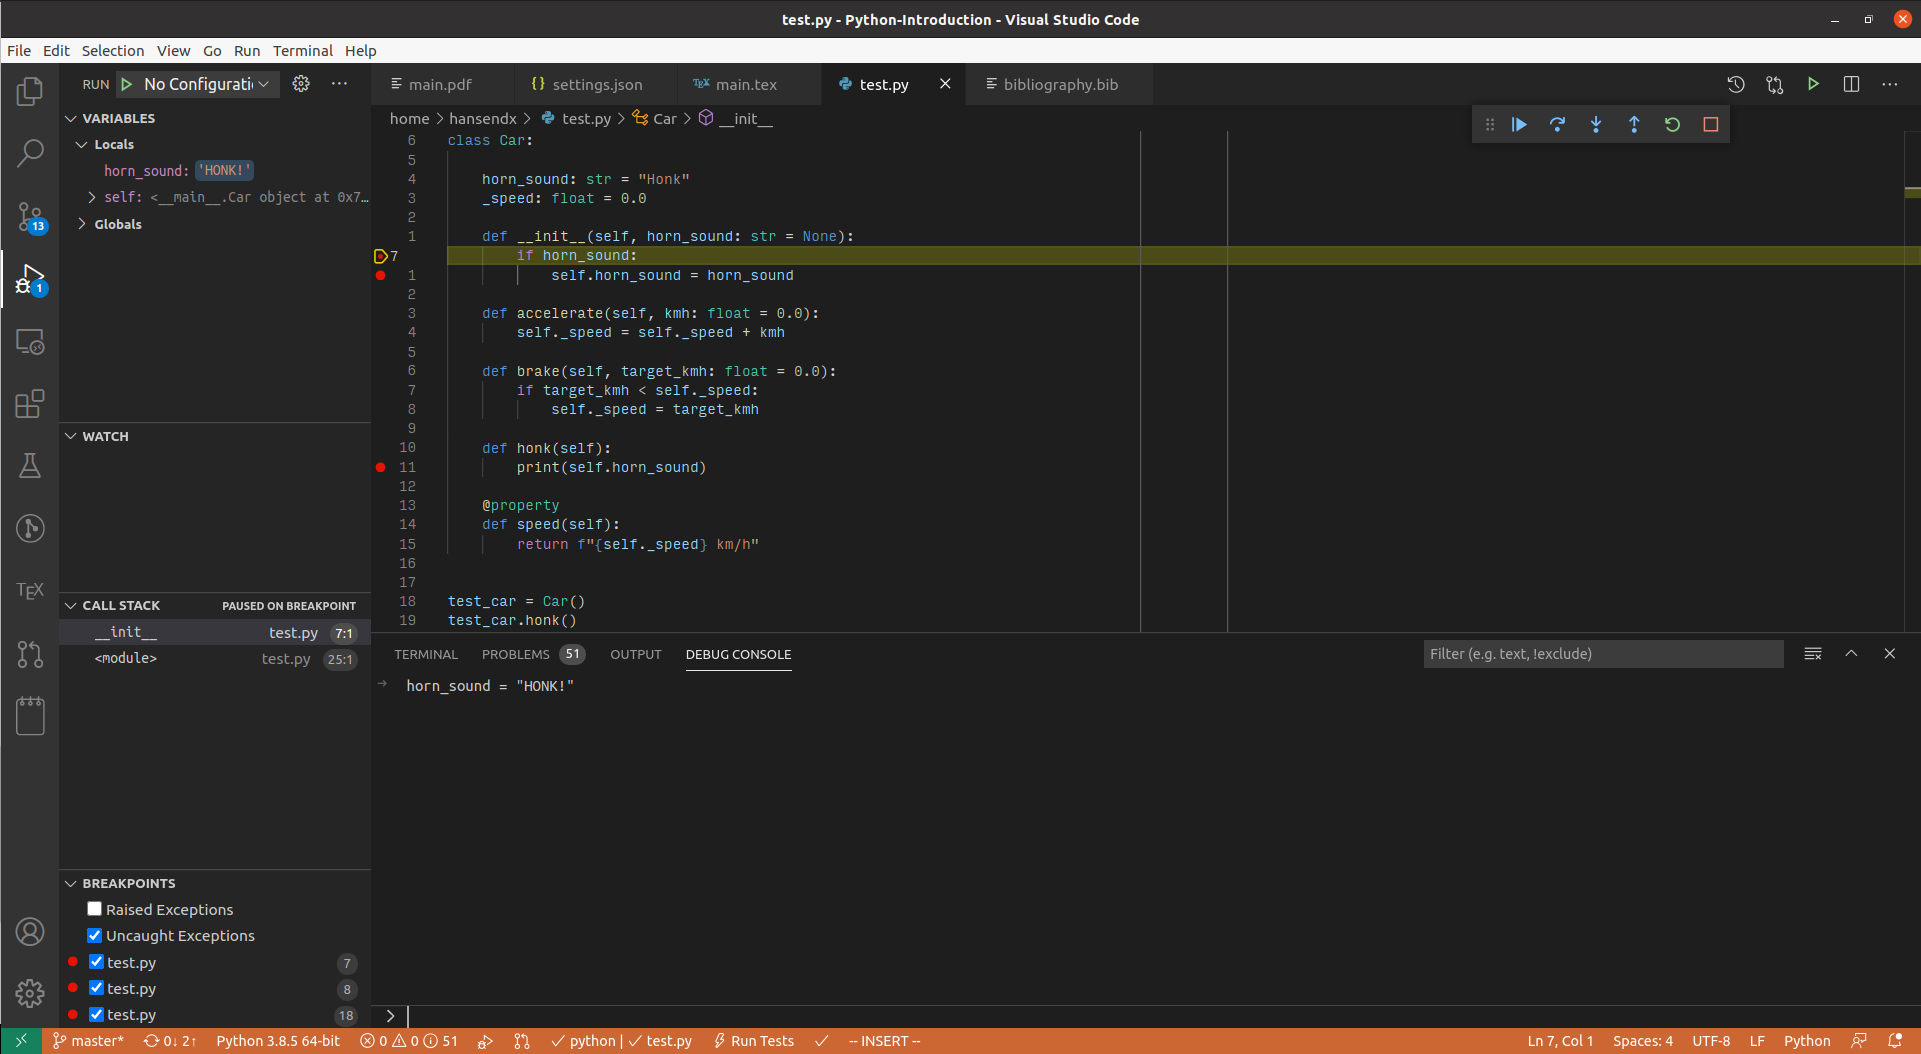 test.py - Python-Introduction - Visual Studio Code
File Edit Selection View Go Run Terminal Help
RUN No Configurati
VARIABLES
Locals
horn_sound: 'HONK!'
self: <__main__.Car object at 0x7…
Globals
WATCH
CALL STACK PAUSED ON BREAKPOINT
__init__ test.py 7:1
<module> test.py 25:1
BREAKPOINTS
Raised Exceptions
Uncaught Exceptions
test.py 7
test.py 8
test.py 18
13
1
TEX
main.pdf {} settings.json TEX main.tex test.py bibliography.bib
home > hansendx > test.py > Car > __init__
6 class Car:
5
4 horn_sound: str = "Honk"
3 _speed: float = 0.0
2
1 def __init__(self, horn_sound: str = None):
7 if horn_sound:
1 self.horn_sound = horn_sound
2
3 def accelerate(self, kmh: float = 0.0):
4 self._speed = self._speed + kmh
5
6 def brake(self, target_kmh: float = 0.0):
7 if target_kmh < self._speed:
8 self._speed = target_kmh
9
10 def honk(self):
11 print(self.horn_sound)
12
13 @property
14 def speed(self):
15 return f"{self._speed} km/h"
16
17
18 test_car = Car()
19 test_car.honk()
TERMINAL PROBLEMS 51 OUTPUT DEBUG CONSOLE Filter (e.g. text, !exclude)
→ horn_sound = "HONK!"
>
master* 0↓ 2↑ Python 3.8.5 64-bit 0 0 51 python | test.py Run Tests -- INSERT -- Ln 7, Col 1 Spaces: 4 UTF-8 LF Python